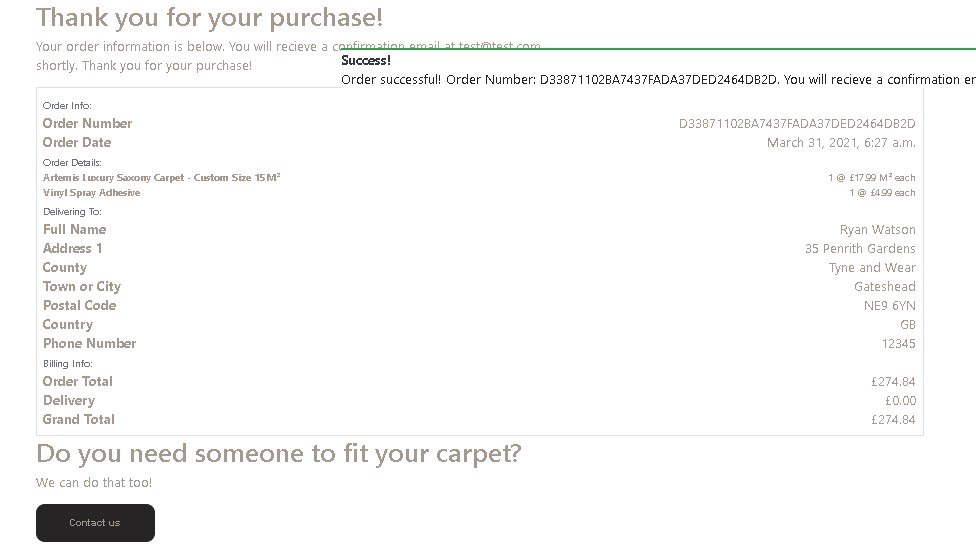 Thank you for your purchase!
Your order information is below. You will recieve a confirmation email at test@test.com
shortly. Thank you for your purchase!
Success!
Order successful! Order Number: D33871102BA7437FADA37DED2464DB2D. You will recieve a confirmation
Order Info:
Order Number D33871102BA7437FADA37DED2464DB2D
Order Date March 31, 2021, 6:27 a.m.
Order Details:
Artemis Luxury Saxony Carpet - Custom Size 15M² 1 @ £17.99 M² each
Vinyl Spray Adhesive 1 @ £4.99 each
Delivering To:
Full Name Ryan Watson
Address 1 35 Penrith Gardens
County Tyne and Wear
Town or City Gateshead
Postal Code NE9 6YN
Country GB
Phone Number 12345
Billing Info:
Order Total £274.84
Delivery £0.00
Grand Total £274.84
Do you need someone to fit your carpet?
We can do that too!
Contact us